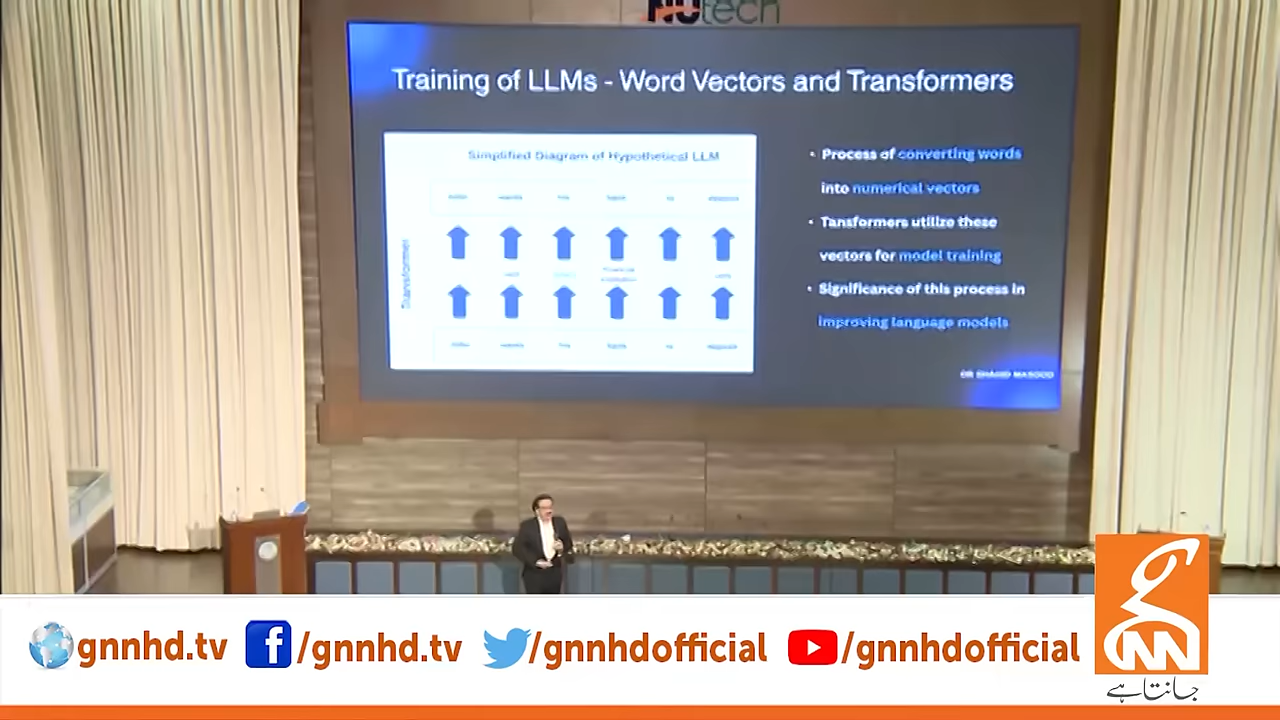 NUtech
Training of LLMs - Word Vectors and Transformers
Simplified Diagram of Hypothetical LLM
Transformer
Financial
• Process of converting words
into numerical vectors
• Tansformers utilize these
vectors for model training
• Significance of this process in
improving language models
DR SHAHID MASOOD
gnnhd.tv
f
/gnnhd.tv
/gnnhdofficial
/gnnhdofficial
GNN
جانتا ہے